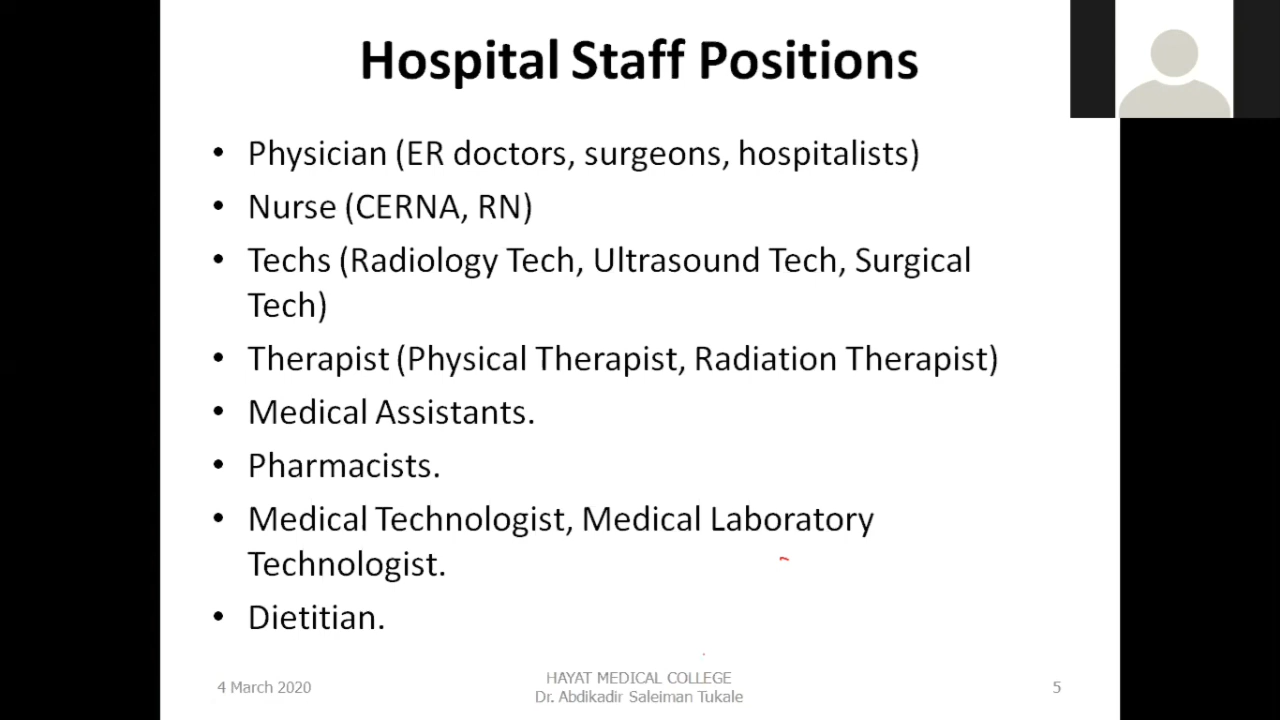 Hospital Staff Positions
• Physician (ER doctors, surgeons, hospitalists)
• Nurse (CERNA, RN)
• Techs (Radiology Tech, Ultrasound Tech, Surgical
Tech)
• Therapist (Physical Therapist, Radiation Therapist)
• Medical Assistants.
• Pharmacists.
• Medical Technologist, Medical Laboratory
Technologist.
• Dietitian.
4 March 2020
HAYAT MEDICAL COLLEGE
Dr. Abdikadir Saleiman Tukale
5